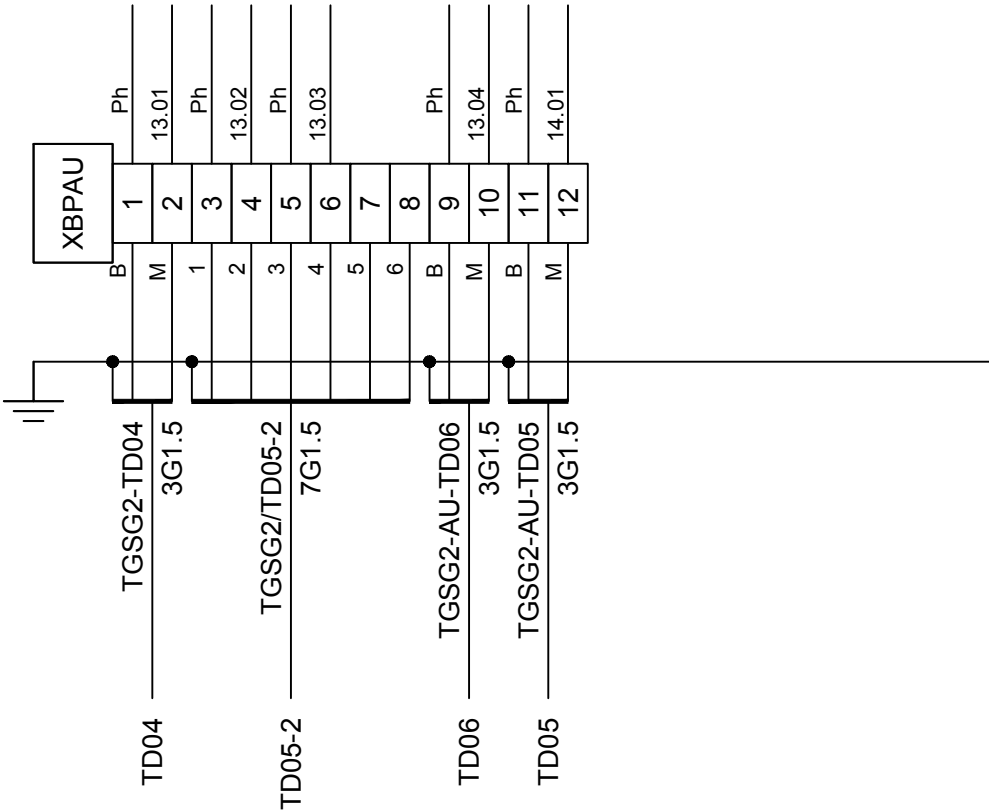 Ph
13.01
Ph
13.02
Ph
13.03
Ph
13.04
Ph
14.01
XBPAU
1
2
3
4
5
6
7
8
9
10
11
12
B
M
1
2
3
4
5
6
B
M
B
M
TGSG2-TD04
3G1.5
TGSG2/TD05-2
7G1.5
TGSG2-AU-TD06
3G1.5
TGSG2-AU-TD05
3G1.5
TD04
TD05-2
TD06
TD05